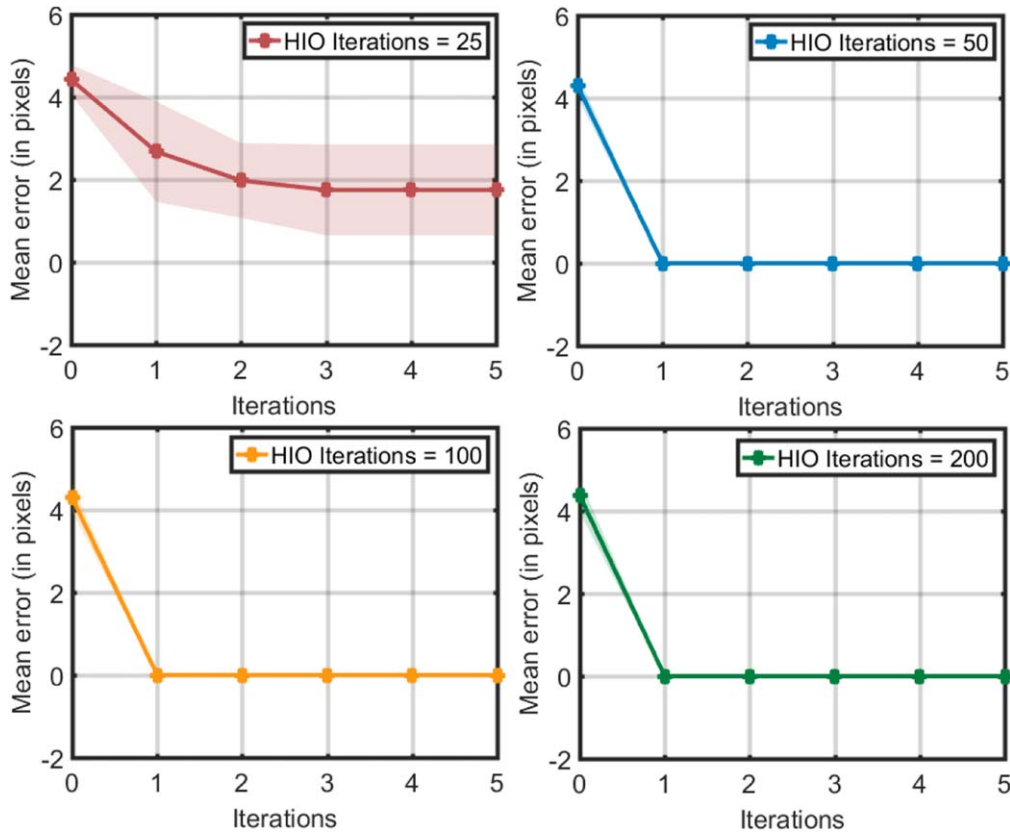 HIO Iterations = 25
Mean error (in pixels)
6
4
2
0
-2
0 1 2 3 4 5
Iterations
HIO Iterations = 50
Mean error (in pixels)
6
4
2
0
-2
0 1 2 3 4 5
Iterations
HIO Iterations = 100
Mean error (in pixels)
6
4
2
0
-2
0 1 2 3 4 5
Iterations
HIO Iterations = 200
Mean error (in pixels)
6
4
2
0
-2
0 1 2 3 4 5
Iterations